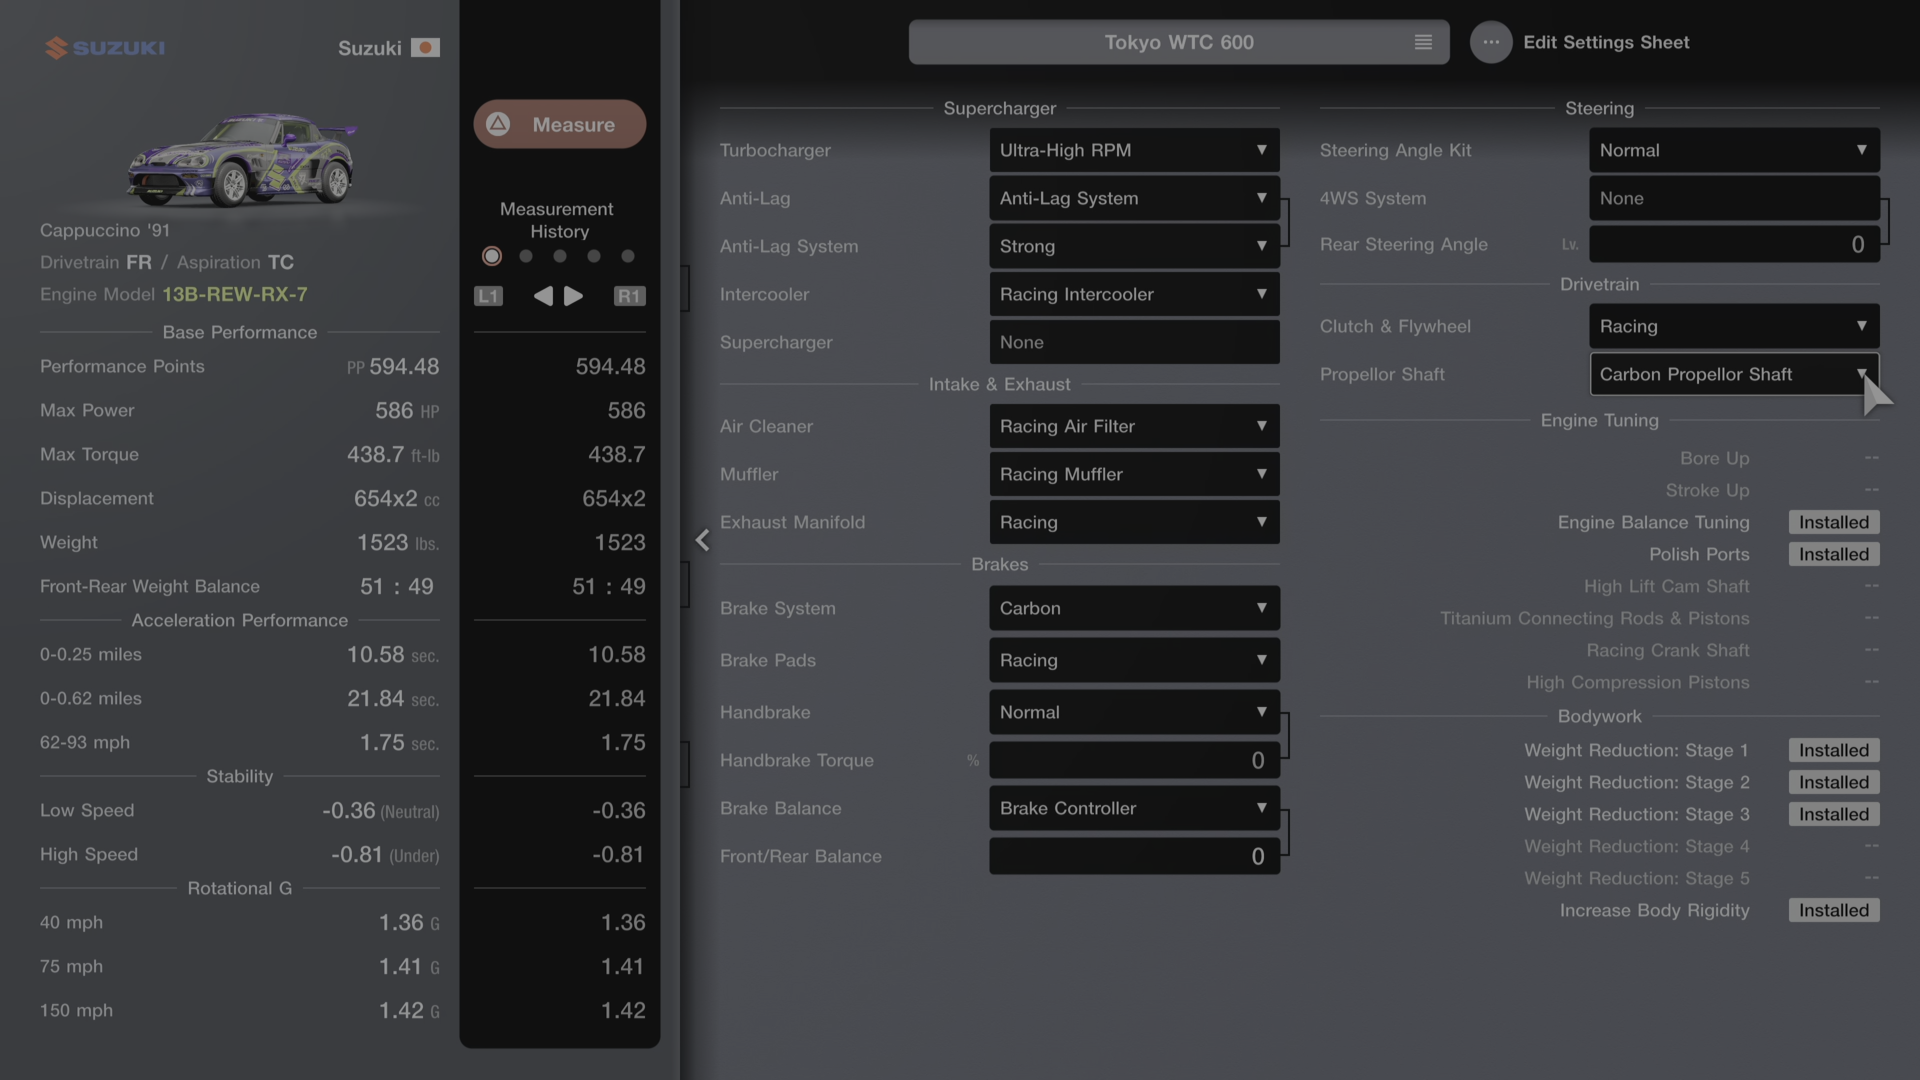 SUZUKI
Suzuki
Cappuccino '91
Drivetrain FR / Aspiration TC
Engine Model 13B-REW-RX-7
Base Performance
Performance Points PP 594.48
Max Power 586 HP
Max Torque 438.7 ft-lb
Displacement 654x2 cc
Weight 1523 lbs.
Front-Rear Weight Balance 51 : 49
Acceleration Performance
0-0.25 miles 10.58 sec.
0-0.62 miles 21.84 sec.
62-93 mph 1.75 sec.
Stability
Low Speed -0.36 (Neutral)
High Speed -0.81 (Under)
Rotational G
40 mph 1.36 G
75 mph 1.41 G
150 mph 1.42 G
Measure
Measurement
History
L1 R1
594.48
586
438.7
654x2
1523
51 : 49
10.58
21.84
1.75
-0.36
-0.81
1.36
1.41
1.42
Tokyo WTC 600
Edit Settings Sheet
Supercharger
Turbocharger Ultra-High RPM
Anti-Lag Anti-Lag System
Anti-Lag System Strong
Intercooler Racing Intercooler
Supercharger None
Intake & Exhaust
Air Cleaner Racing Air Filter
Muffler Racing Muffler
Exhaust Manifold Racing
Brakes
Brake System Carbon
Brake Pads Racing
Handbrake Normal
Handbrake Torque % 0
Brake Balance Brake Controller
Front/Rear Balance 0
Steering
Steering Angle Kit Normal
4WS System None
Rear Steering Angle Lv. 0
Drivetrain
Clutch & Flywheel Racing
Propellor Shaft Carbon Propellor Shaft
Engine Tuning
Bore Up --
Stroke Up --
Engine Balance Tuning Installed
Polish Ports Installed
High Lift Cam Shaft --
Titanium Connecting Rods & Pistons --
Racing Crank Shaft --
High Compression Pistons --
Bodywork
Weight Reduction: Stage 1 Installed
Weight Reduction: Stage 2 Installed
Weight Reduction: Stage 3 Installed
Weight Reduction: Stage 4 --
Weight Reduction: Stage 5 --
Increase Body Rigidity Installed